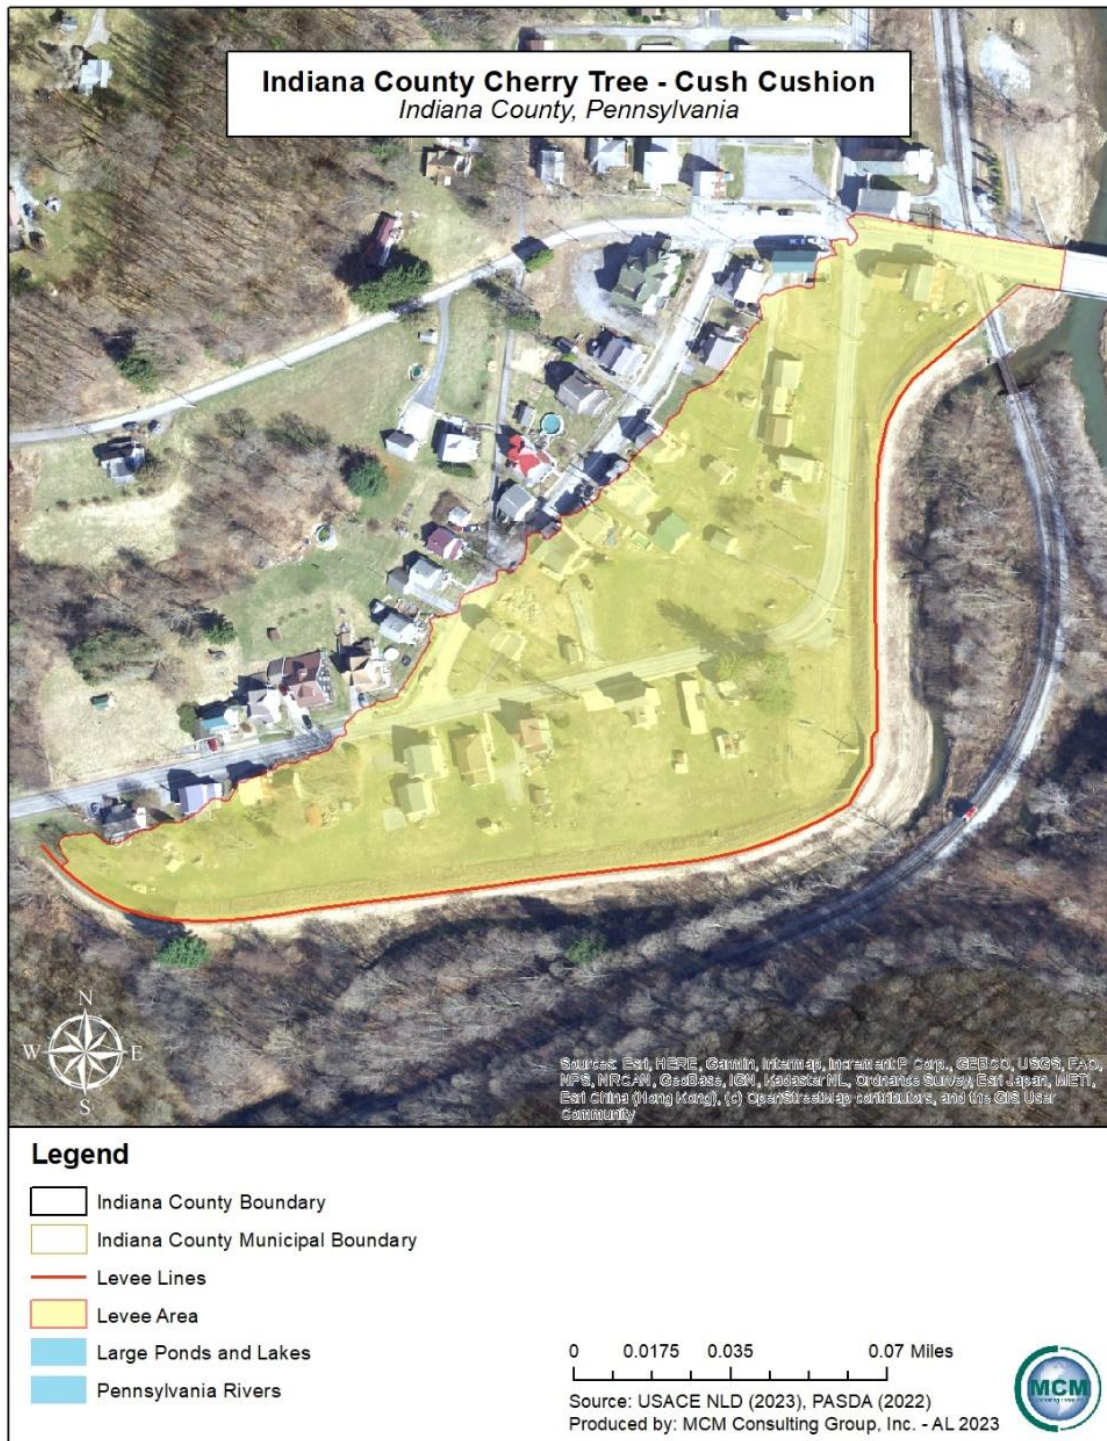 Indiana County Cherry Tree - Cush Cushion
Indiana County, Pennsylvania
N
W E
S
Sources: Esri, HERE, Garmin, Intermap, increment P Corp., GEBCO, USGS, FAO,
NPS, NRCAN, GeoBase, IGN, Kadaster NL, Ordnance Survey, Esri Japan, METI,
Esri China (Hong Kong), (c) OpenStreetMap contributors, and the GIS User
Community
Legend
Indiana County Boundary
Indiana County Municipal Boundary
Levee Lines
Levee Area
Large Ponds and Lakes
Pennsylvania Rivers
0 0.0175 0.035 0.07 Miles
Source: USACE NLD (2023), PASDA (2022)
Produced by: MCM Consulting Group, Inc. - AL 2023
MCM